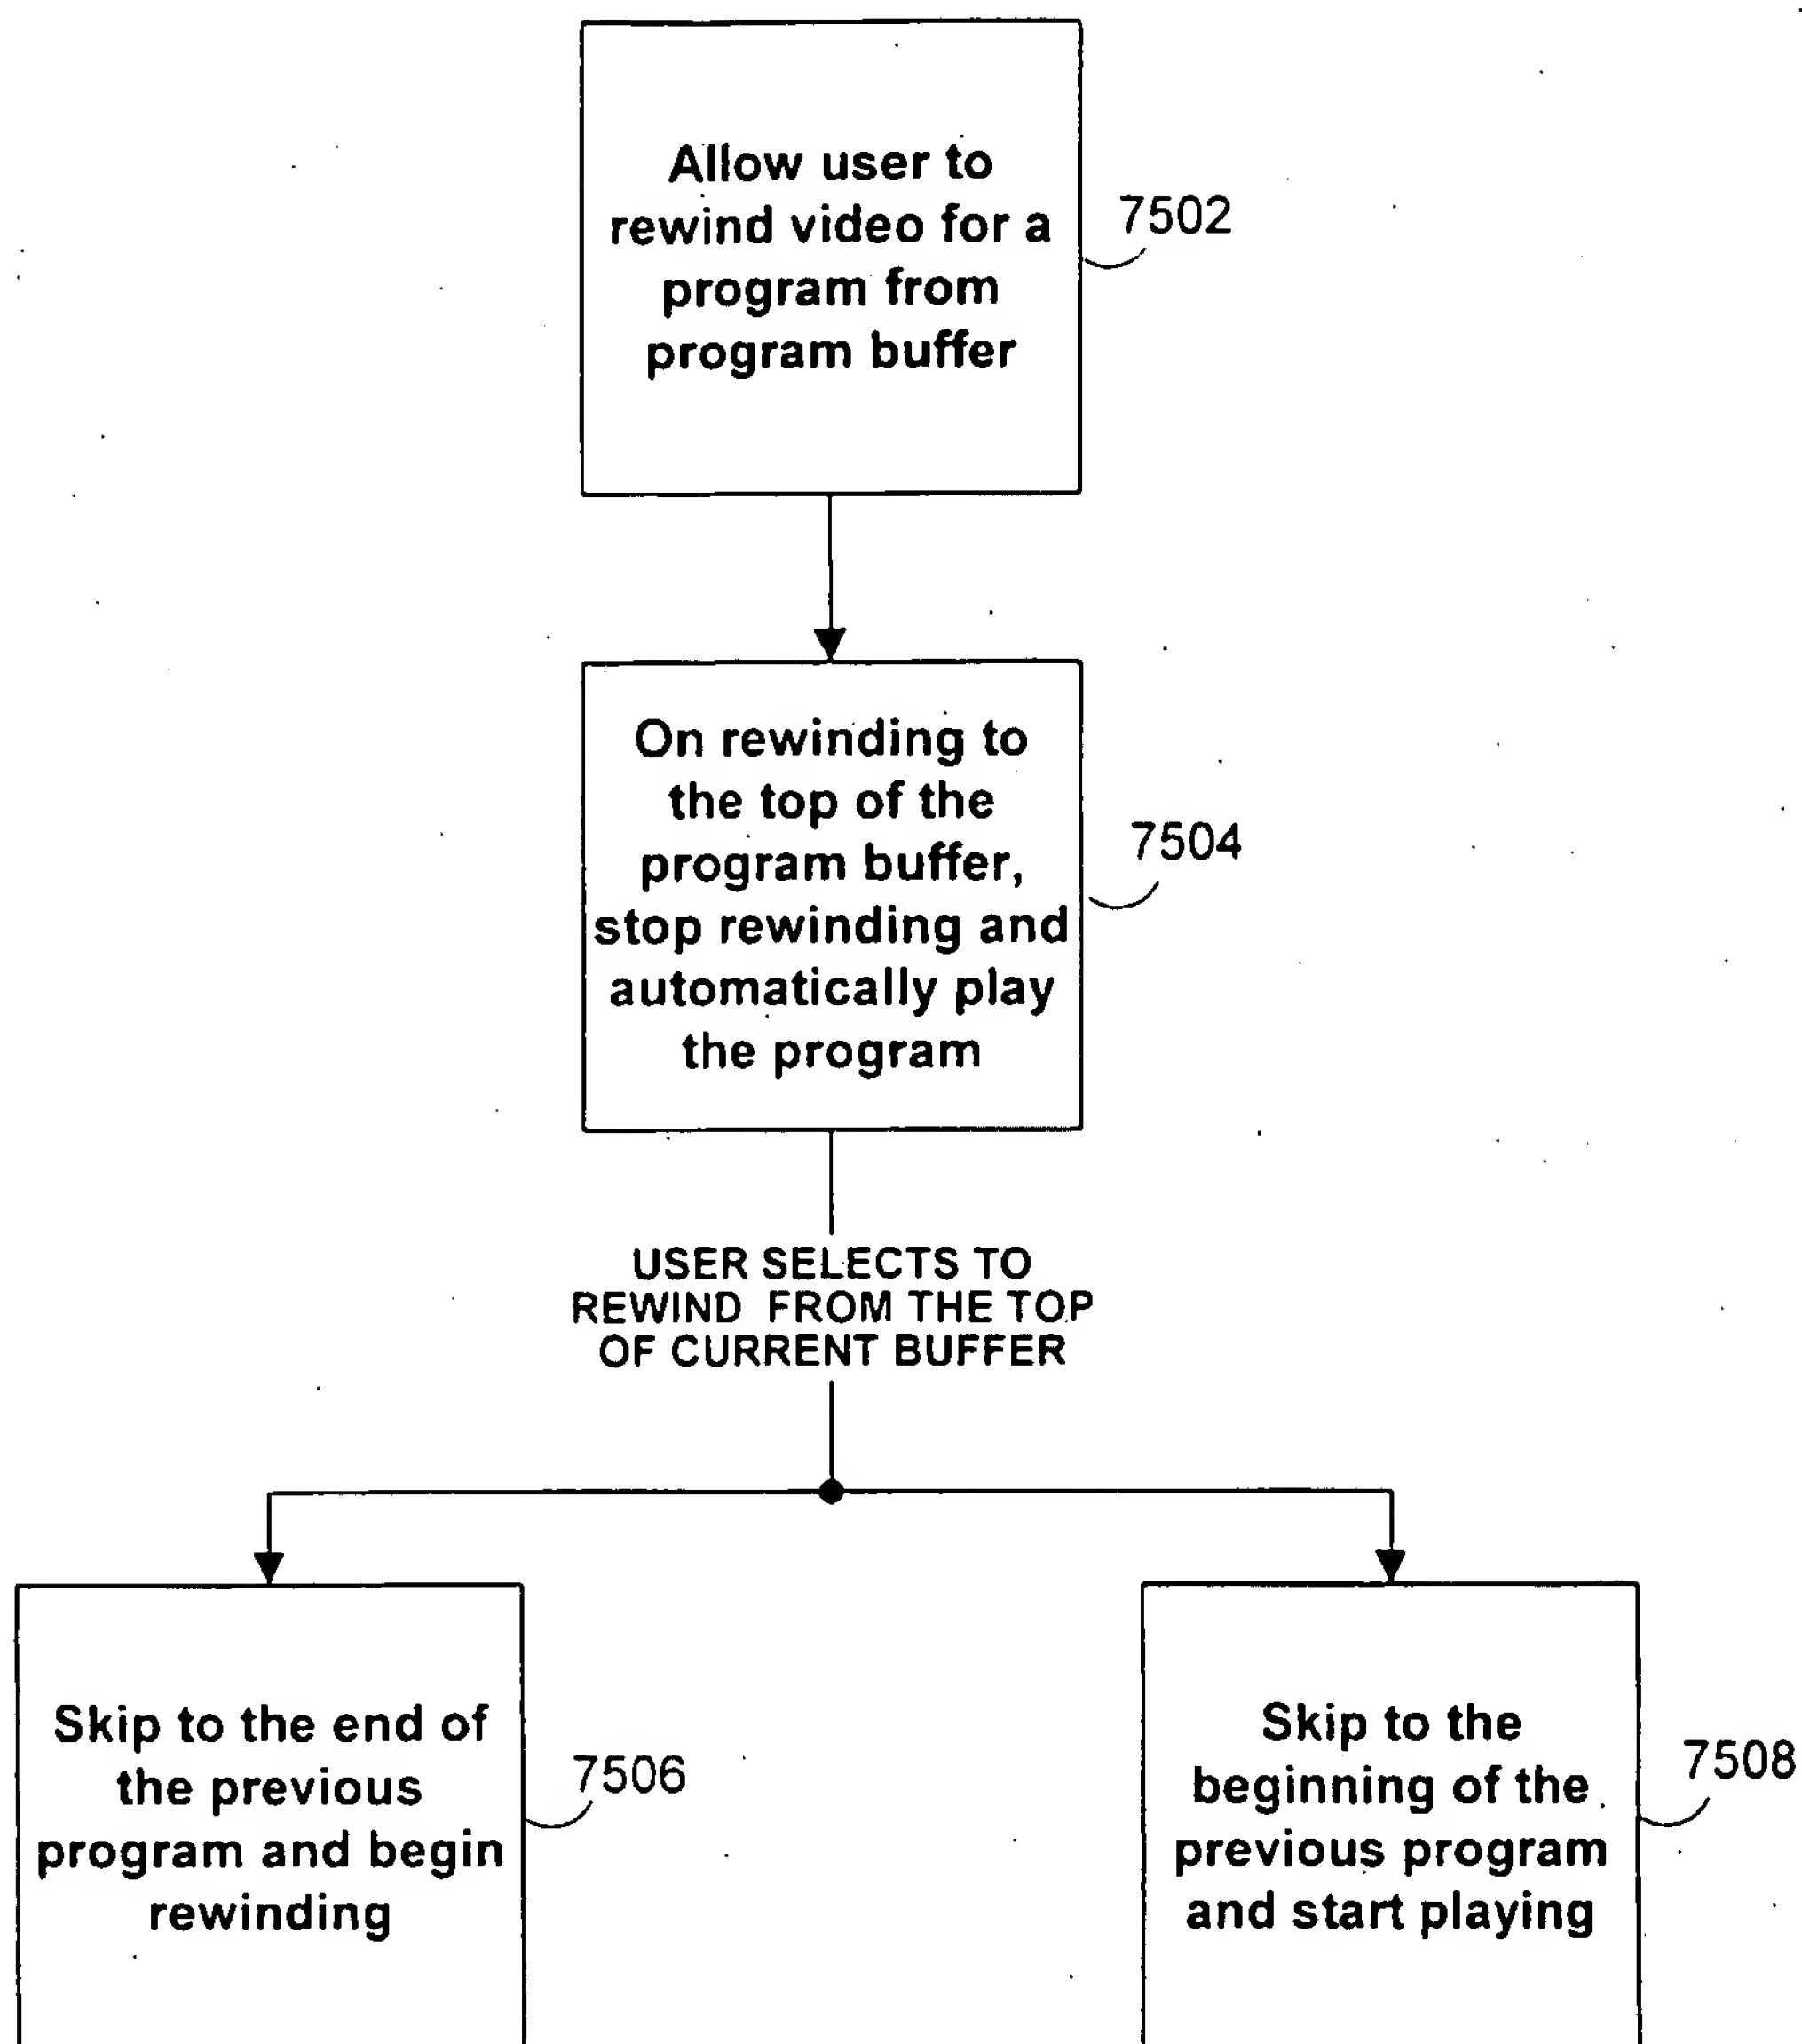 Allow user to
rewind video for a
program from
program buffer
7502
On rewinding to
the top of the
program buffer,
stop rewinding and
automatically play
the program
7504
USER SELECTS TO
REWIND FROM THE TOP
OF CURRENT BUFFER
Skip to the end of
the previous
program and begin
rewinding
7506
Skip to the
beginning of the
previous program
and start playing
7508